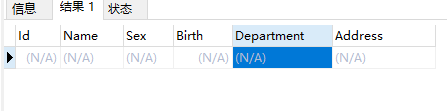 信息 结果 1 状态
Id Name Sex Birth Department Address
(N/A) (N/A) (N/A) (N/A) (N/A) (N/A)